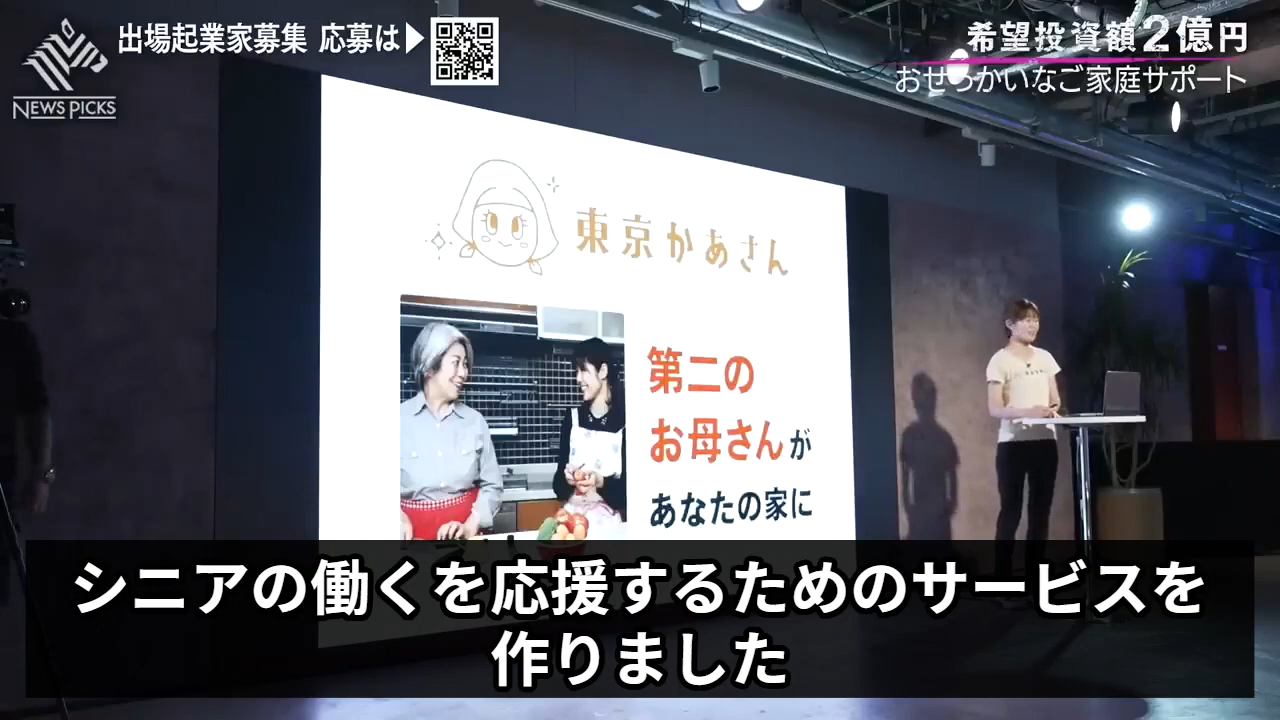 出場起業家募集 応募は▶
NEWS PICKS
希望投資額2億円
おせっかいなご家庭サポート
東京かあさん
第二の
お母さんが
あなたの家に
シニアの働くを応援するためのサービスを
作りました